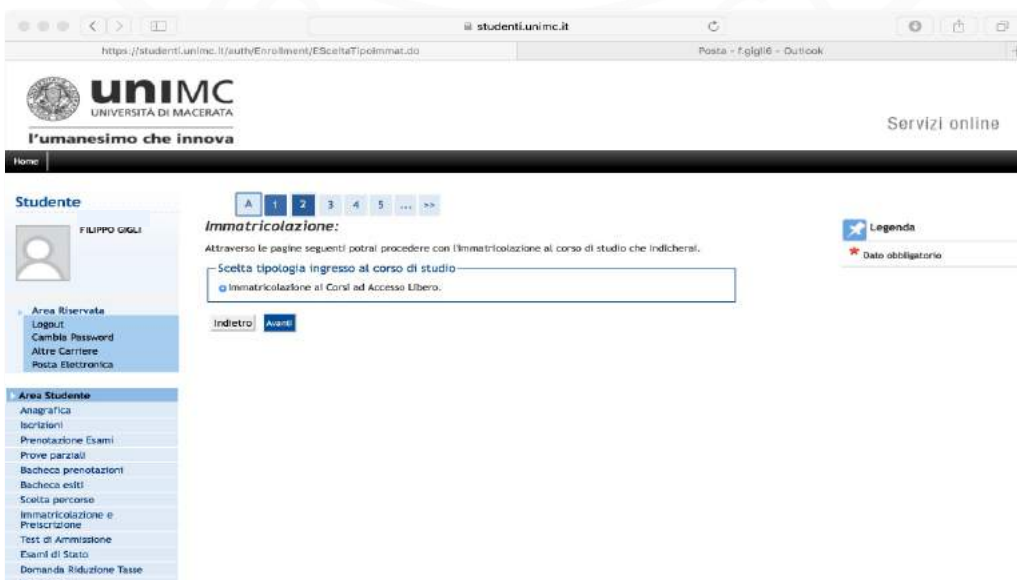 studenti.unimc.it
https://studenti.unimc.it/auth/Enrollment/ESceltaTipoImmat.do
Posta - f.gigli6 - Outlook
unIMC
UNIVERSITÀ DI MACERATA
l'umanesimo che innova
Servizi online
Home
Studente
FILIPPO GIGLI
Area Riservata
Logout
Cambia Password
Altre Carriere
Posta Elettronica
Area Studente
Anagrafica
Iscrizioni
Prenotazione Esami
Prove parziali
Bacheca prenotazioni
Bacheca esiti
Scelta percorso
Immatricolazione e
Preiscrizione
Test di Ammissione
Esami di Stato
Domanda Riduzione Tasse
A 1 2 3 4 5 ... >>
Immatricolazione:
Attraverso le pagine seguenti potrai procedere con l'immatricolazione al corso di studio che indicherai.
Scelta tipologia ingresso al corso di studio
Immatricolazione ai Corsi ad Accesso Libero.
Indietro Avanti
Legenda
* Dato obbligatorio